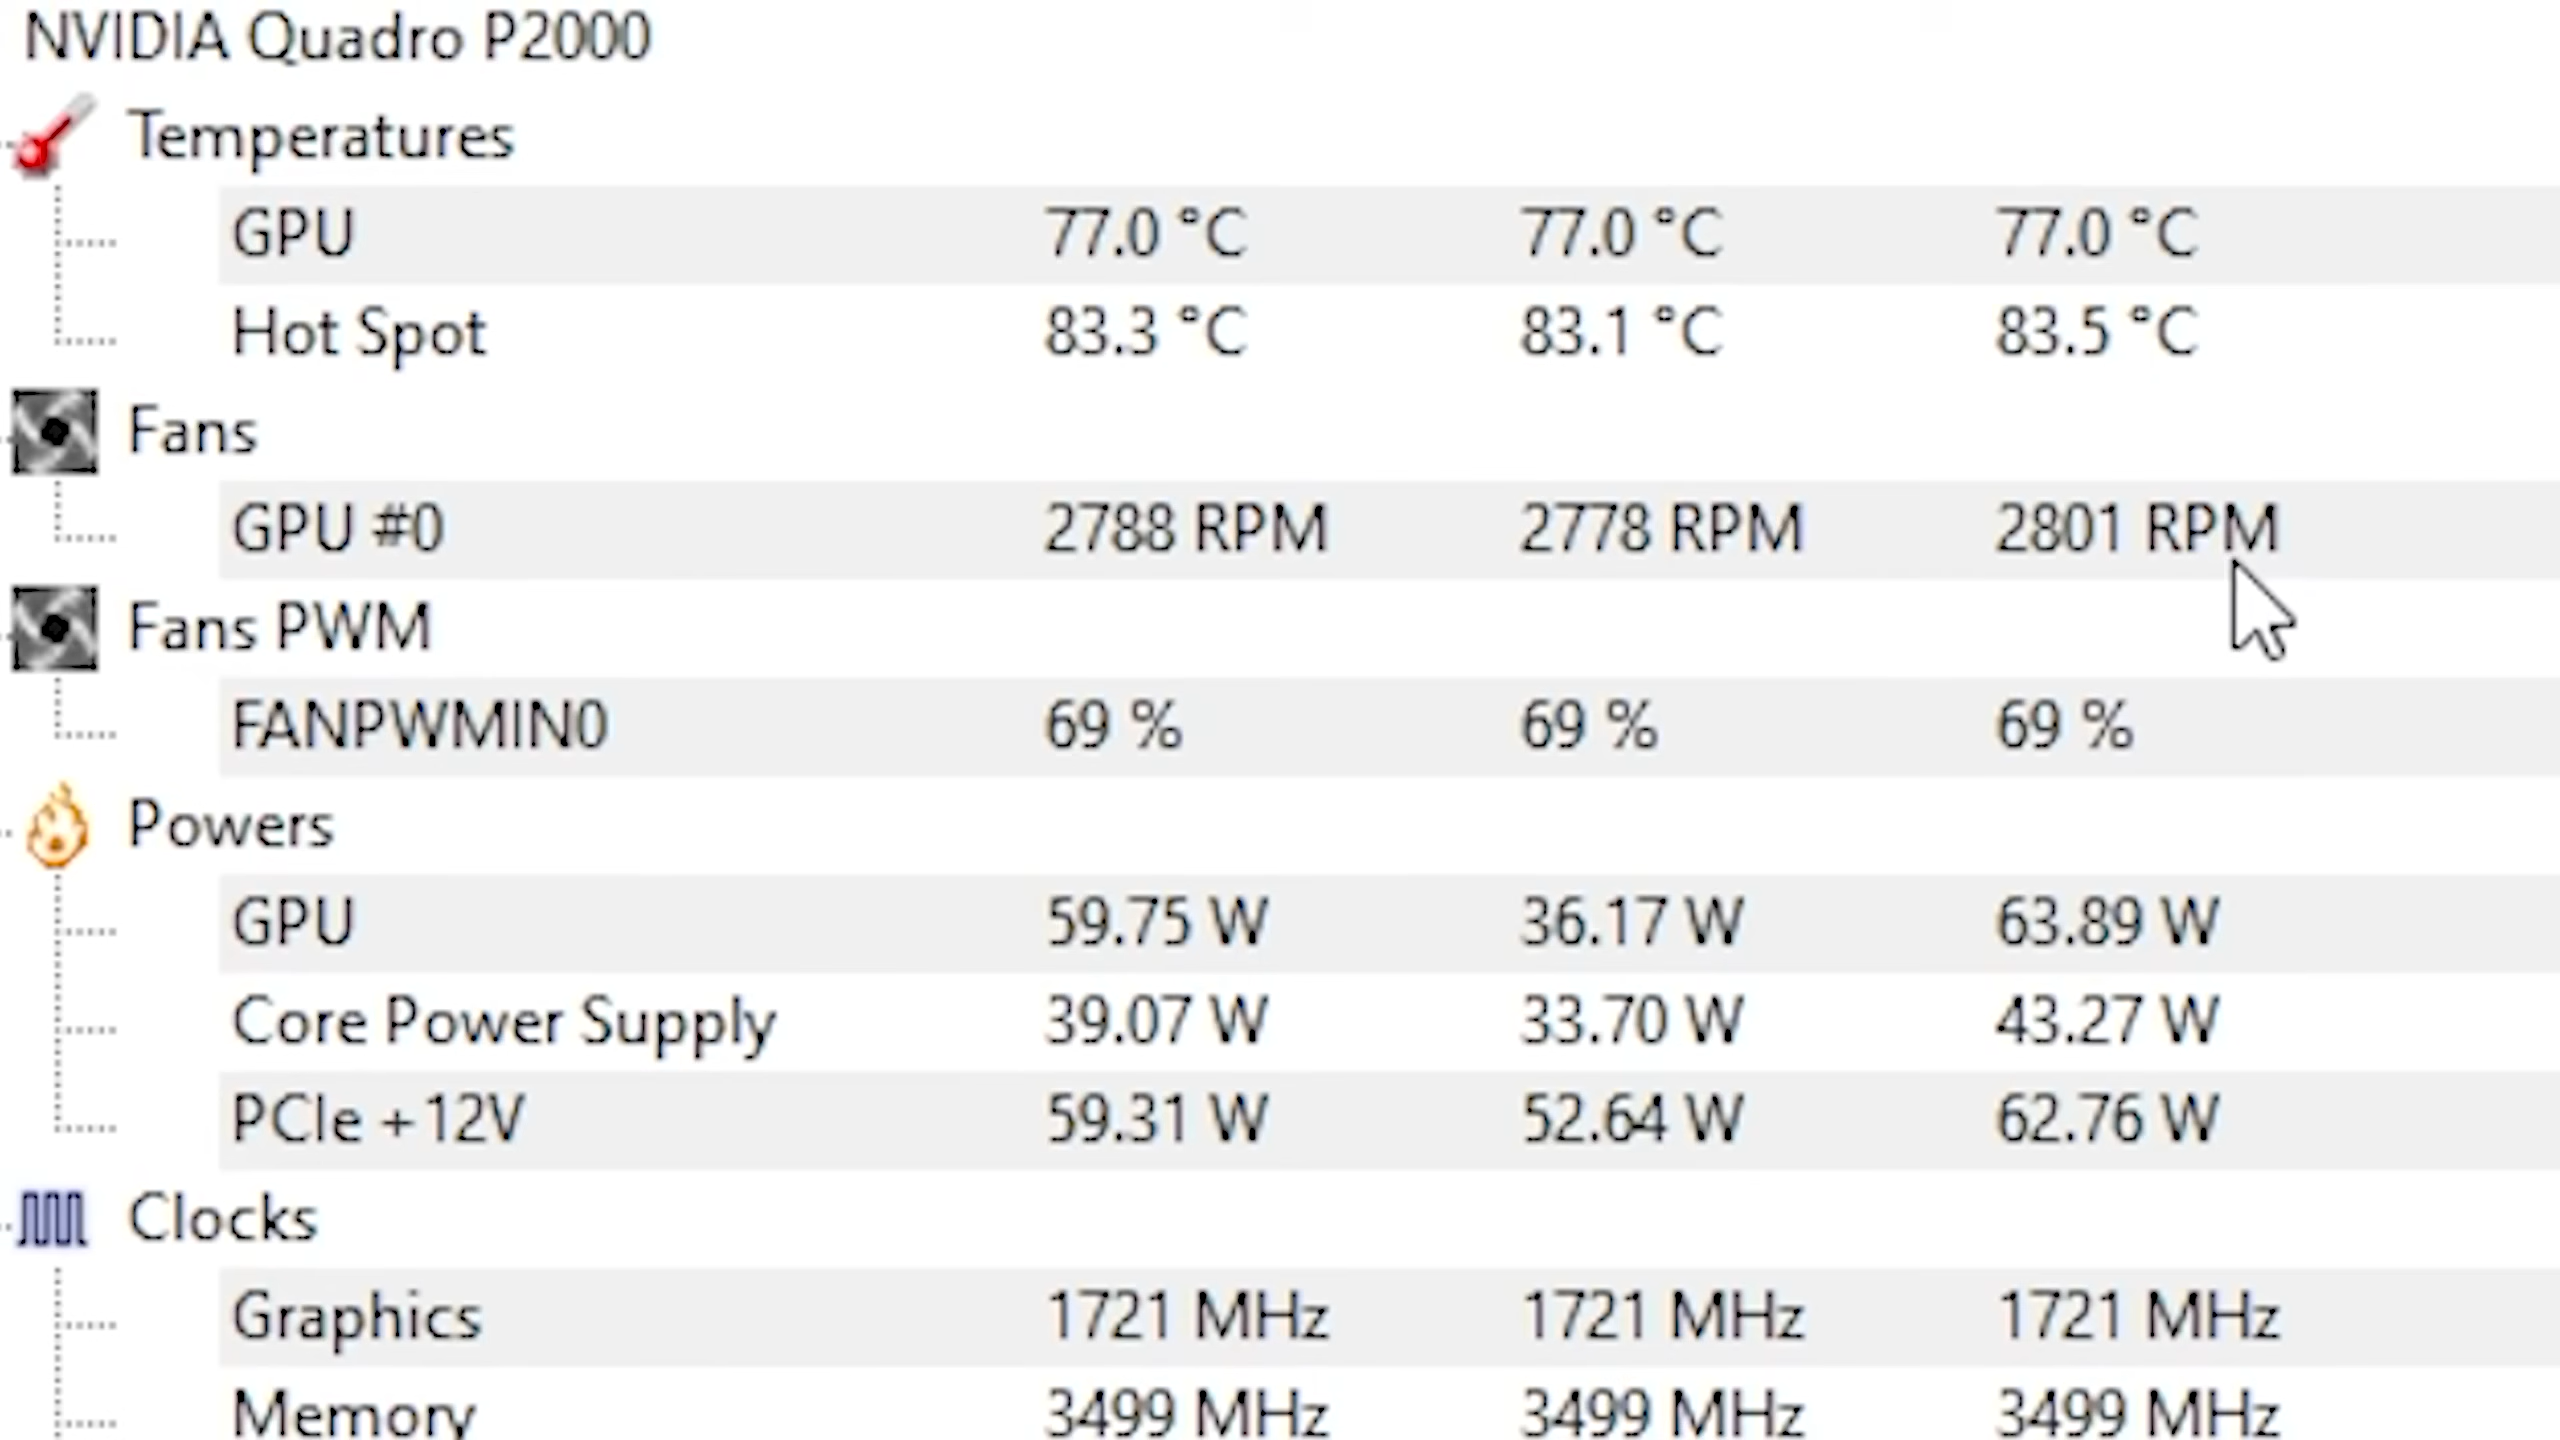 NVIDIA Quadro P2000
Temperatures
GPU 77.0 °C 77.0 °C 77.0 °C
Hot Spot 83.3 °C 83.1 °C 83.5 °C
Fans
GPU #0 2788 RPM 2778 RPM 2801 RPM
Fans PWM
FANPWMIN0 69 % 69 % 69 %
Powers
GPU 59.75 W 36.17 W 63.89 W
Core Power Supply 39.07 W 33.70 W 43.27 W
PCIe +12V 59.31 W 52.64 W 62.76 W
Clocks
Graphics 1721 MHz 1721 MHz 1721 MHz
Memory 3499 MHz 3499 MHz 3499 MHz